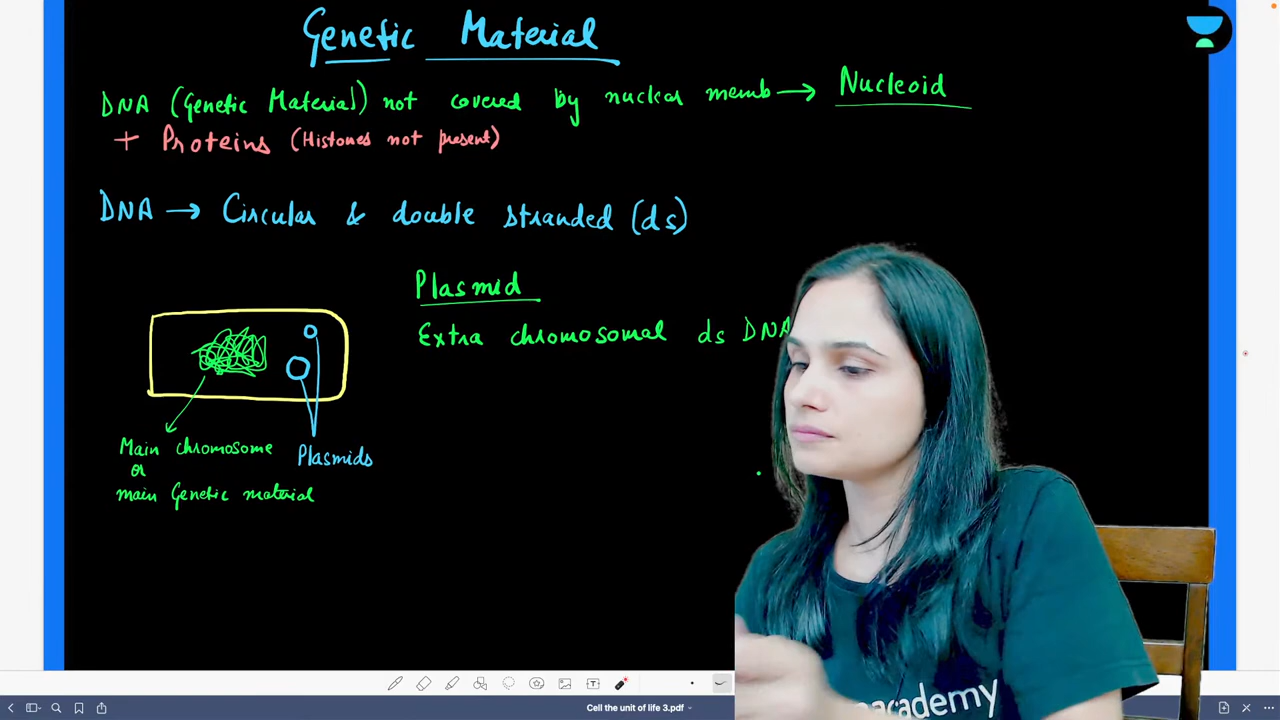 Genetic Material
DNA (Genetic Material) not covered by nuclear memb → Nucleoid
+ Proteins (Histones not present)
DNA → Circular & double stranded (ds)
Plasmid
Extra chromosomal ds DNA
Main chromosome
or
main Genetic material
Plasmids
academy
Cell the unit of life 3.pdf